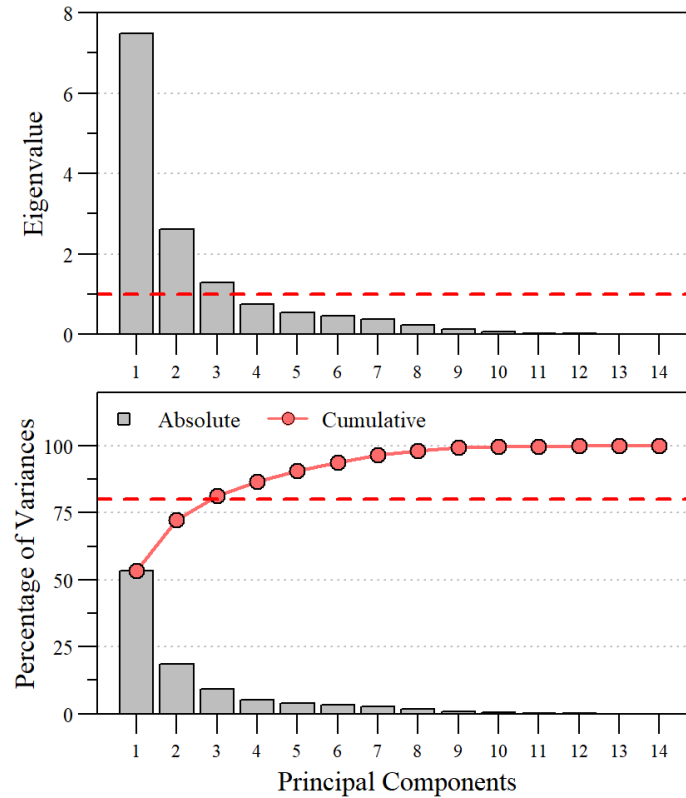 Eigenvalue
8
6
4
2
0
1 2 3 4 5 6 7 8 9 10 11 12 13 14
Percentage of Variances
Absolute Cumulative
100
75
50
25
0
1 2 3 4 5 6 7 8 9 10 11 12 13 14
Principal Components